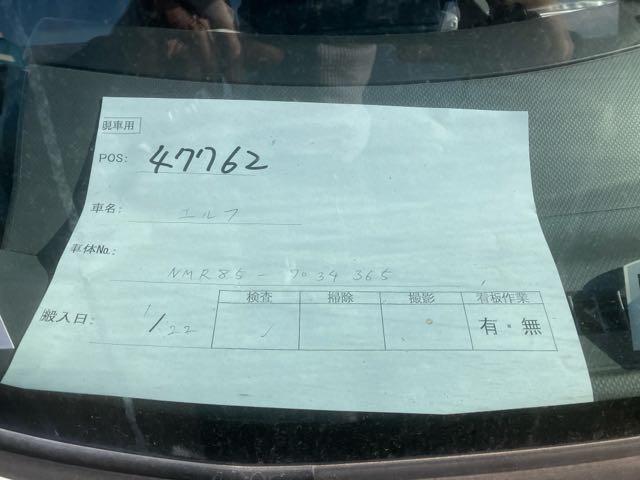 現車用
POS: 47762
車名: エルフ
車体No. NMR85-7034365
検査 掃除 撮影 看板作業
搬入日: 1/22 有・無